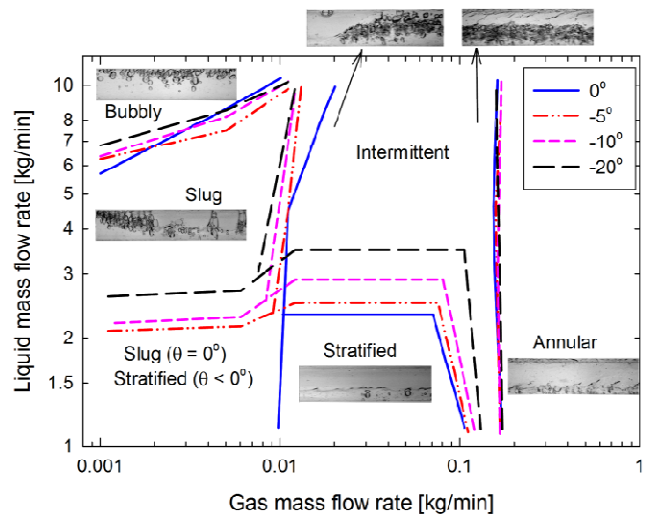 10
9
8
7
6
5
4
3
2
1.5
1
Liquid mass flow rate [kg/min]
Bubbly
Slug
Intermittent
0°
-5°
-10°
-20°
Slug (θ = 0°)
Stratified (θ < 0°)
Stratified
Annular
0.001
0.01
0.1
1
Gas mass flow rate [kg/min]